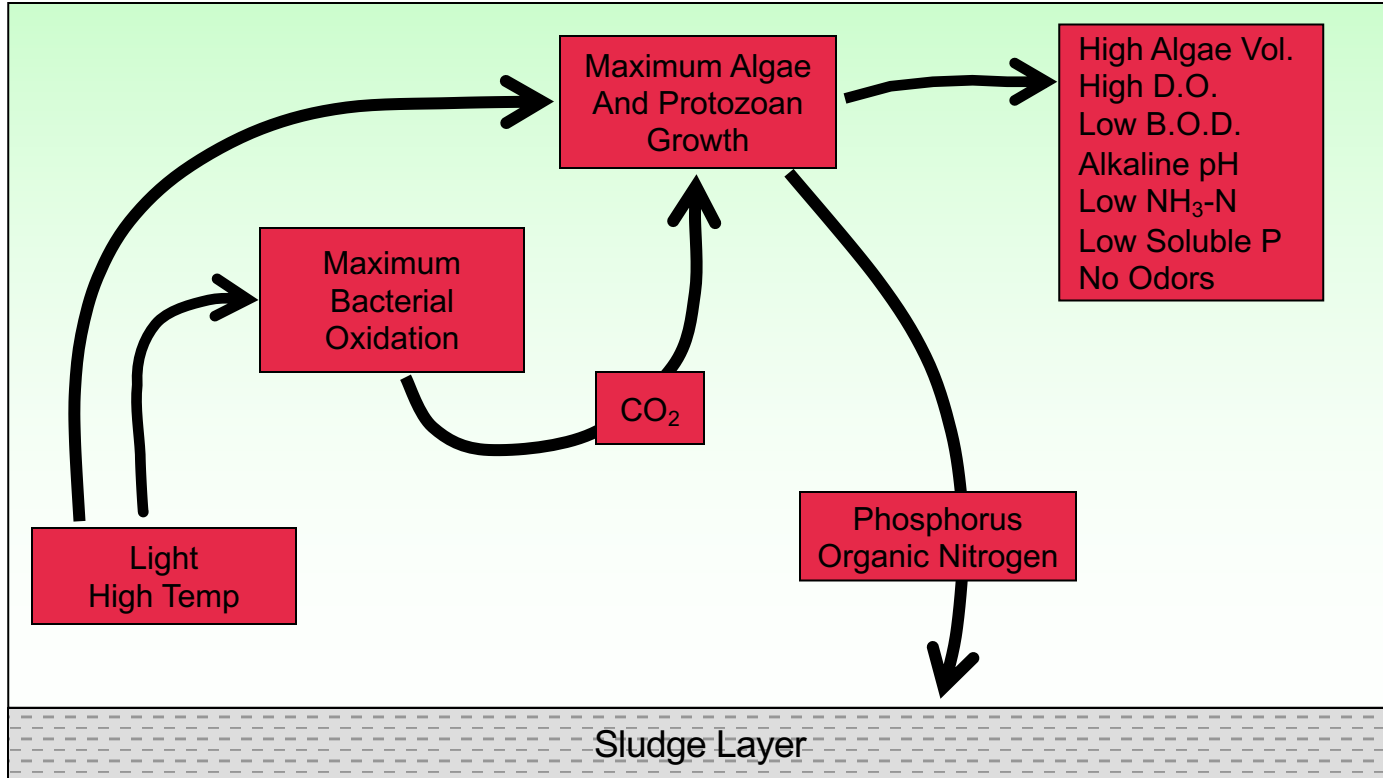 Maximum Algae
And Protozoan
Growth
High Algae Vol.
High D.O.
Low B.O.D.
Alkaline pH
Low NH₃-N
Low Soluble P
No Odors
Maximum
Bacterial
Oxidation
CO₂
Light
High Temp
Phosphorus
Organic Nitrogen
Sludge Layer